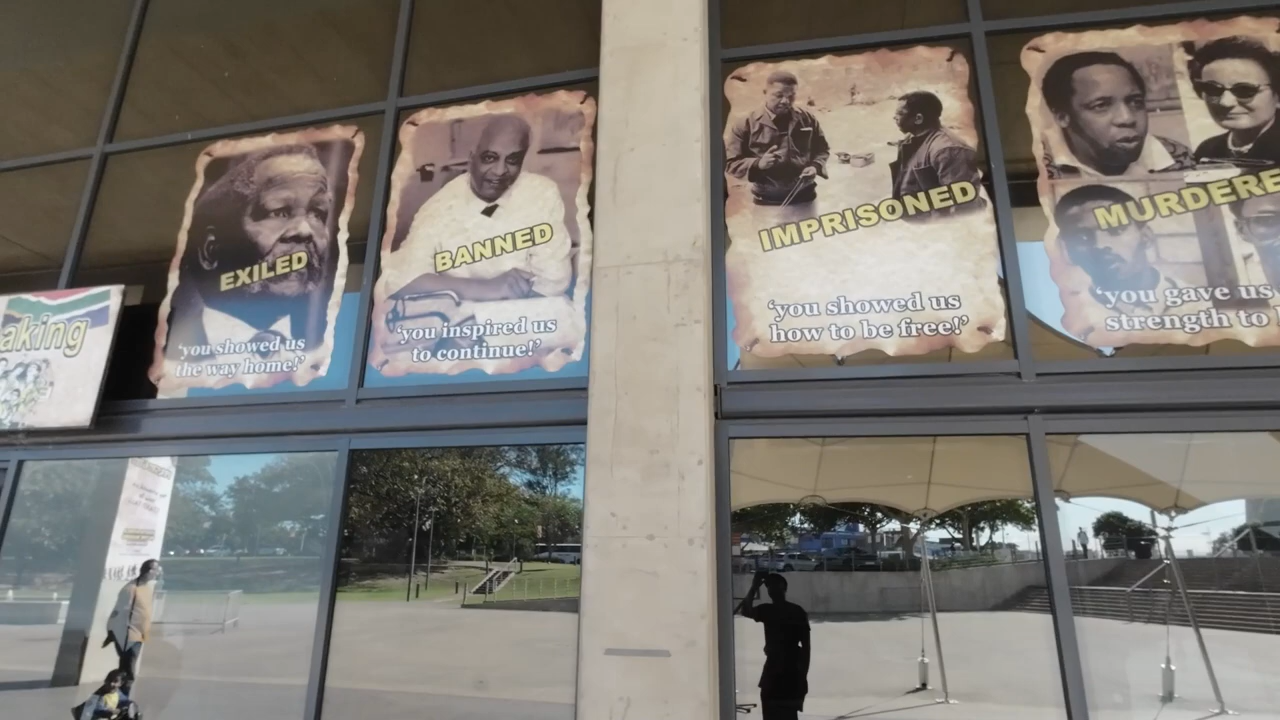 aking
EXILED
‘you showed us
the way home!’
BANNED
‘you inspired us
to continue!’
IMPRISONED
‘you showed us
how to be free!’
MURDERE
‘you gave us
strength to